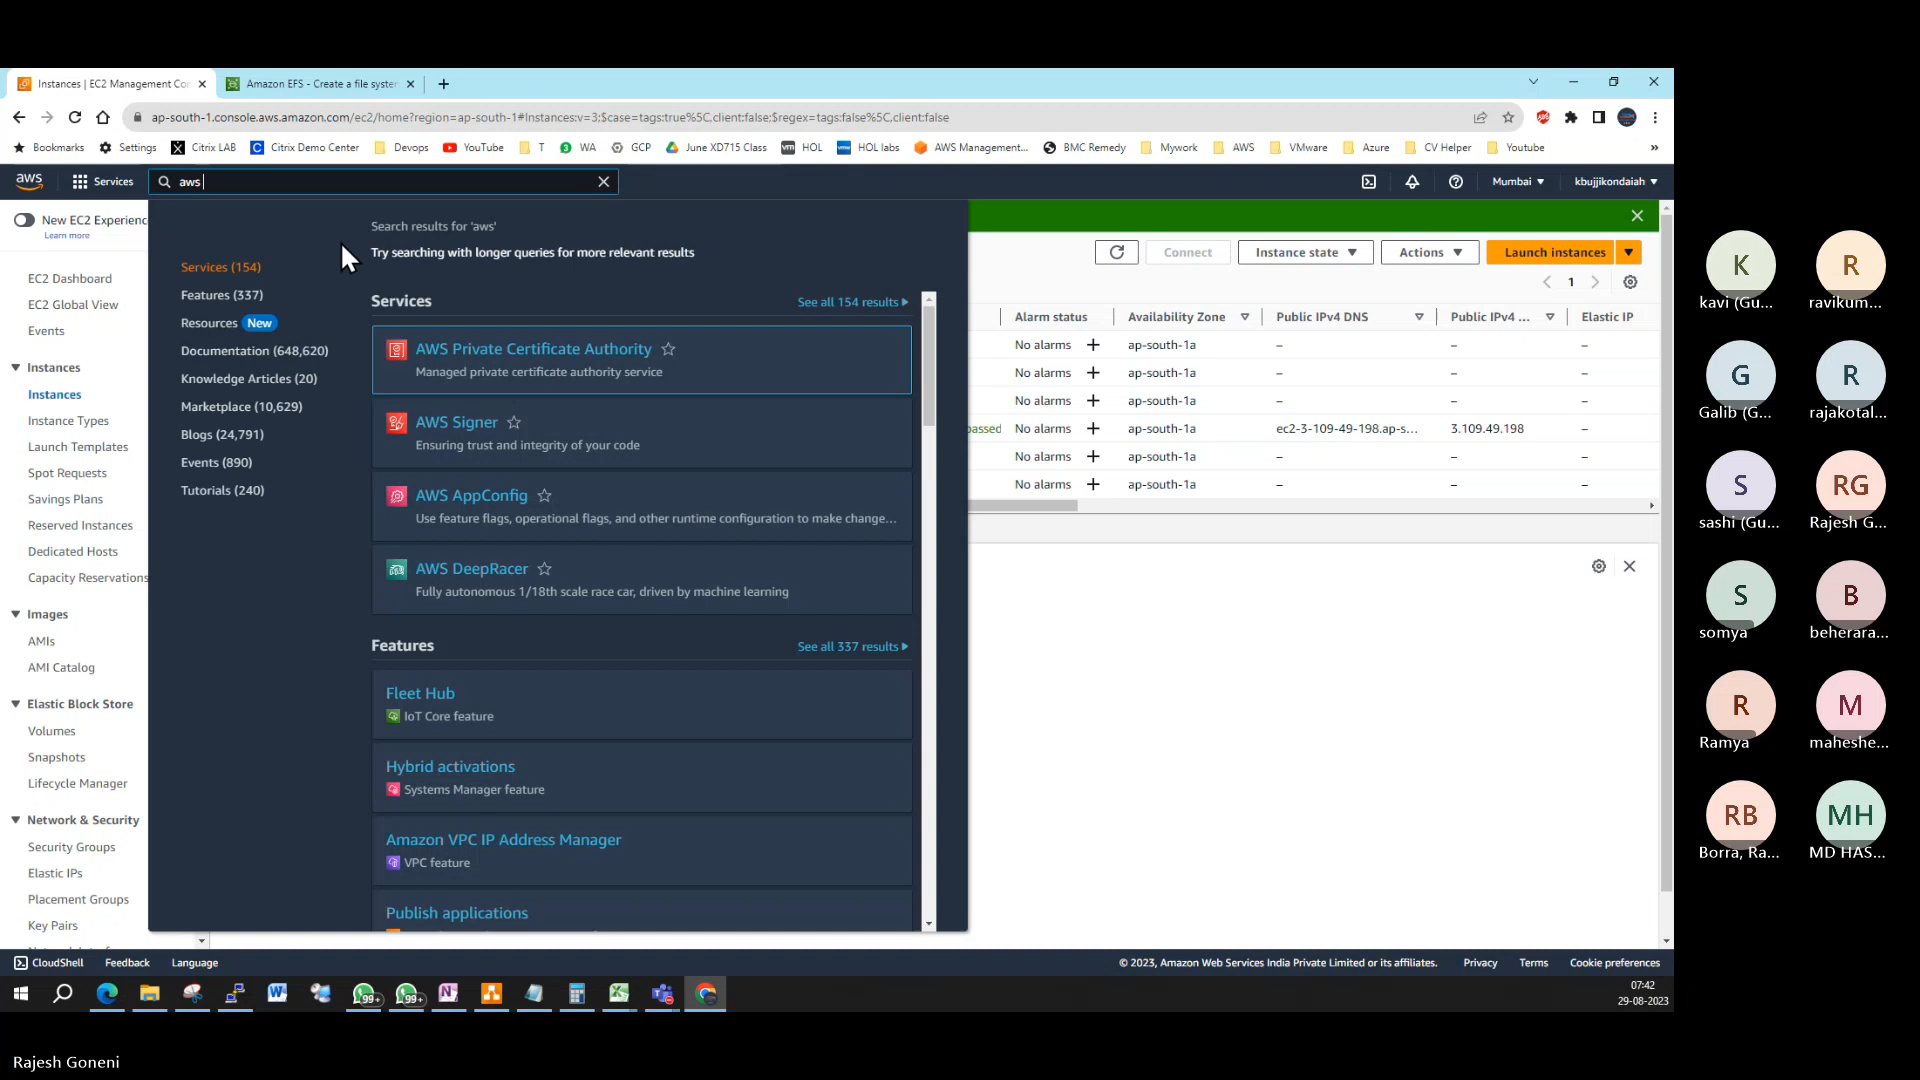 Instances | EC2 Management Cor
Amazon EFS - Create a file syster
ap-south-1.console.aws.amazon.com/ec2/home?region=ap-south-1#Instances:v=3;$case=tags:true%5C,client:false;$regex=tags:false%5C,client:false
Bookmarks Settings Citrix LAB Citrix Demo Center Devops YouTube T WA GCP June XD715 Class HOL HOL labs AWS Management... BMC Remedy Mywork AWS VMware Azure CV Helper Youtube »
aws Services aws Mumbai kbujjikondaiah
New EC2 Experienc
Learn more
EC2 Dashboard
EC2 Global View
Events
Instances
Instances
Instance Types
Launch Templates
Spot Requests
Savings Plans
Reserved Instances
Dedicated Hosts
Capacity Reservations
Images
AMIs
AMI Catalog
Elastic Block Store
Volumes
Snapshots
Lifecycle Manager
Network & Security
Security Groups
Elastic IPs
Placement Groups
Key Pairs
Services (154)
Features (337)
Resources New
Documentation (648,620)
Knowledge Articles (20)
Marketplace (10,629)
Blogs (24,791)
Events (890)
Tutorials (240)
Search results for 'aws'
Try searching with longer queries for more relevant results
Services See all 154 results
AWS Private Certificate Authority
Managed private certificate authority service
AWS Signer
Ensuring trust and integrity of your code
AWS AppConfig
Use feature flags, operational flags, and other runtime configuration to make change...
AWS DeepRacer
Fully autonomous 1/18th scale race car, driven by machine learning
Features See all 337 results
Fleet Hub
IoT Core feature
Hybrid activations
Systems Manager feature
Amazon VPC IP Address Manager
VPC feature
Publish applications
Connect Instance state Actions Launch instances
1
Alarm status Availability Zone Public IPv4 DNS Public IPv4 ... Elastic IP
No alarms + ap-south-1a – – –
No alarms + ap-south-1a – – –
No alarms + ap-south-1a – – –
passed No alarms + ap-south-1a ec2-3-109-49-198.ap-s... 3.109.49.198 –
No alarms + ap-south-1a – – –
No alarms + ap-south-1a – – –
CloudShell Feedback Language © 2023, Amazon Web Services India Private Limited or its affiliates. Privacy Terms Cookie preferences
99+ 99+
07:42
29-08-2023
K R
kavi (Gu... ravikum...
G R
Galib (G... rajakotal...
S RG
sashi (Gu... Rajesh G...
S B
somya beherara...
R M
Ramya maheshe...
RB MH
Borra, Ra... MD HAS...
Rajesh Goneni